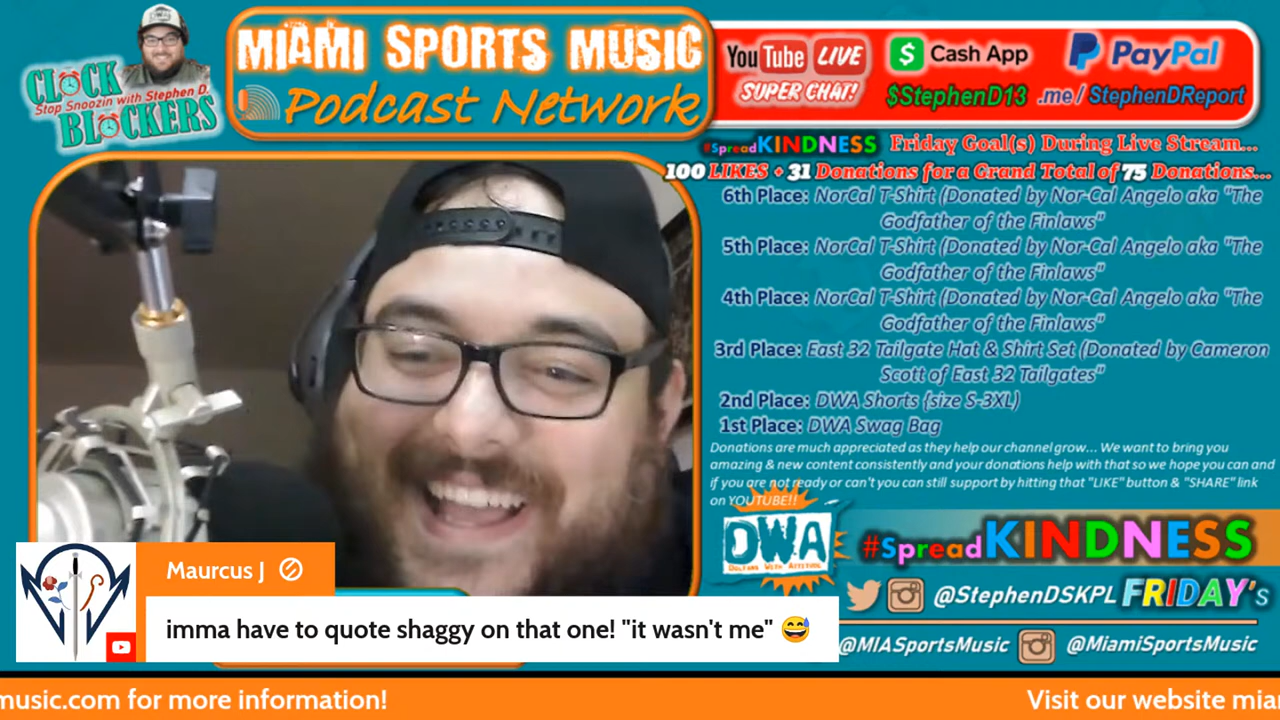 CLOCK
Stop Snoozin with Stephen D.
BLOCKERS
DWA
MIAMI SPORTS MUSIC
Podcast Network
YouTube LIVE
SUPER CHAT!
$ Cash App
$StephenD13
PayPal
.me/StephenDReport
#SpreadKINDNESS Friday Goal(s) During Live Stream...
100 LIKES + 31 Donations for a Grand Total of 75 Donations...
6th Place: NorCal T-Shirt (Donated by Nor-Cal Angelo aka "The
Godfather of the Finlaws"
5th Place: NorCal T-Shirt (Donated by Nor-Cal Angelo aka "The
Godfather of the Finlaws"
4th Place: NorCal T-Shirt (Donated by Nor-Cal Angelo aka "The
Godfather of the Finlaws"
3rd Place: East 32 Tailgate Hat & Shirt Set (Donated by Cameron
Scott of East 32 Tailgates"
2nd Place: DWA Shorts (size S-3XL)
1st Place: DWA Swag Bag
Donations are much appreciated as they help our channel grow... We want to bring you
amazing & new content consistently and your donations help with that so we hope you can and
if you are not ready or can't you can still support by hitting that "LIKE" button & "SHARE" link
on YOUTUBE!!
DWA
Dolfans With Attitude
#SpreadKINDNESS
@StephenDSKPL FRIDAY's
@MIASportsMusic @MiamiSportsMusic
Maurcus J
imma have to quote shaggy on that one! "it wasn't me" 😅
music.com for more information!
Visit our website mia